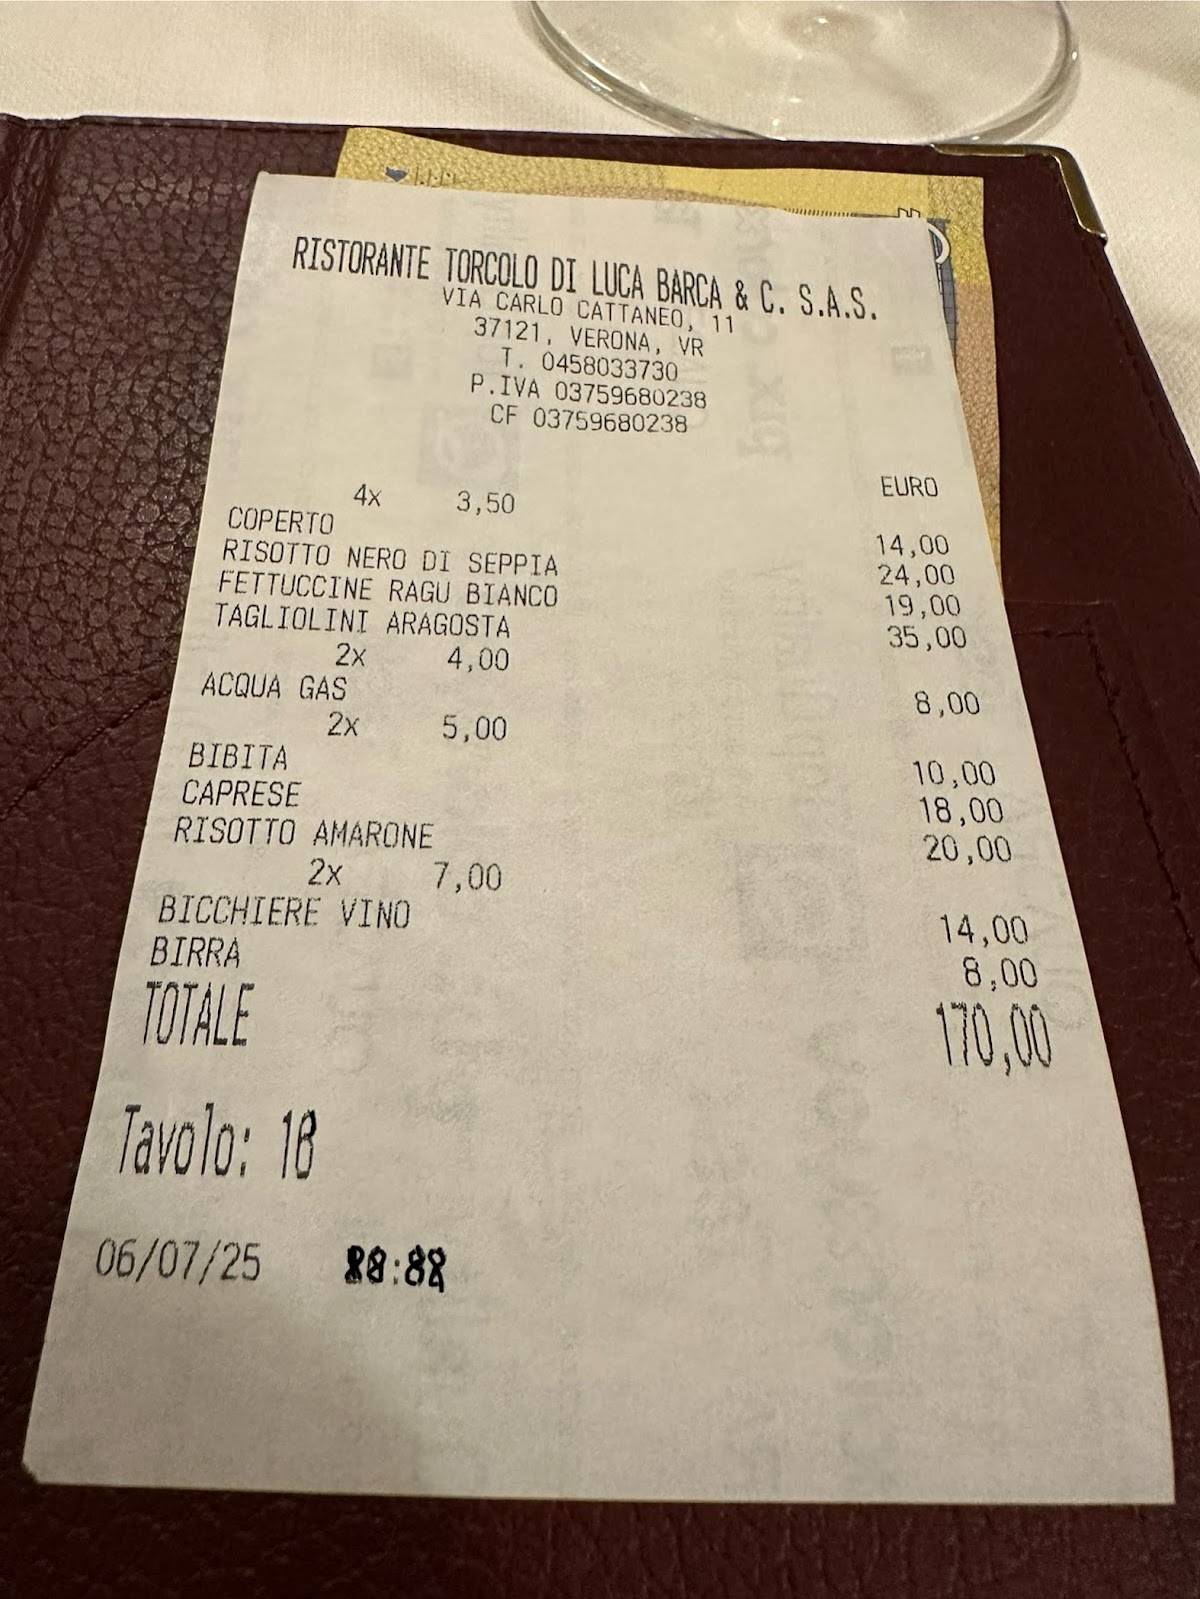 RISTORANTE TORCOLO DI LUCA BARCA & C. S.A.S.
VIA CARLO CATTANEO, 11
37121, VERONA, VR
T. 0458033730
P.IVA 03759680238
CF 03759680238
EURO
4x 3,50
COPERTO 14,00
RISOTTO NERO DI SEPPIA 24,00
FETTUCCINE RAGU BIANCO 19,00
TAGLIOLINI ARAGOSTA 35,00
2x 4,00
ACQUA GAS 8,00
2x 5,00
BIBITA 10,00
CAPRESE 18,00
RISOTTO AMARONE 20,00
2x 7,00
BICCHIERE VINO 14,00
BIRRA 8,00
TOTALE 170,00
Tavolo:
06/07/25